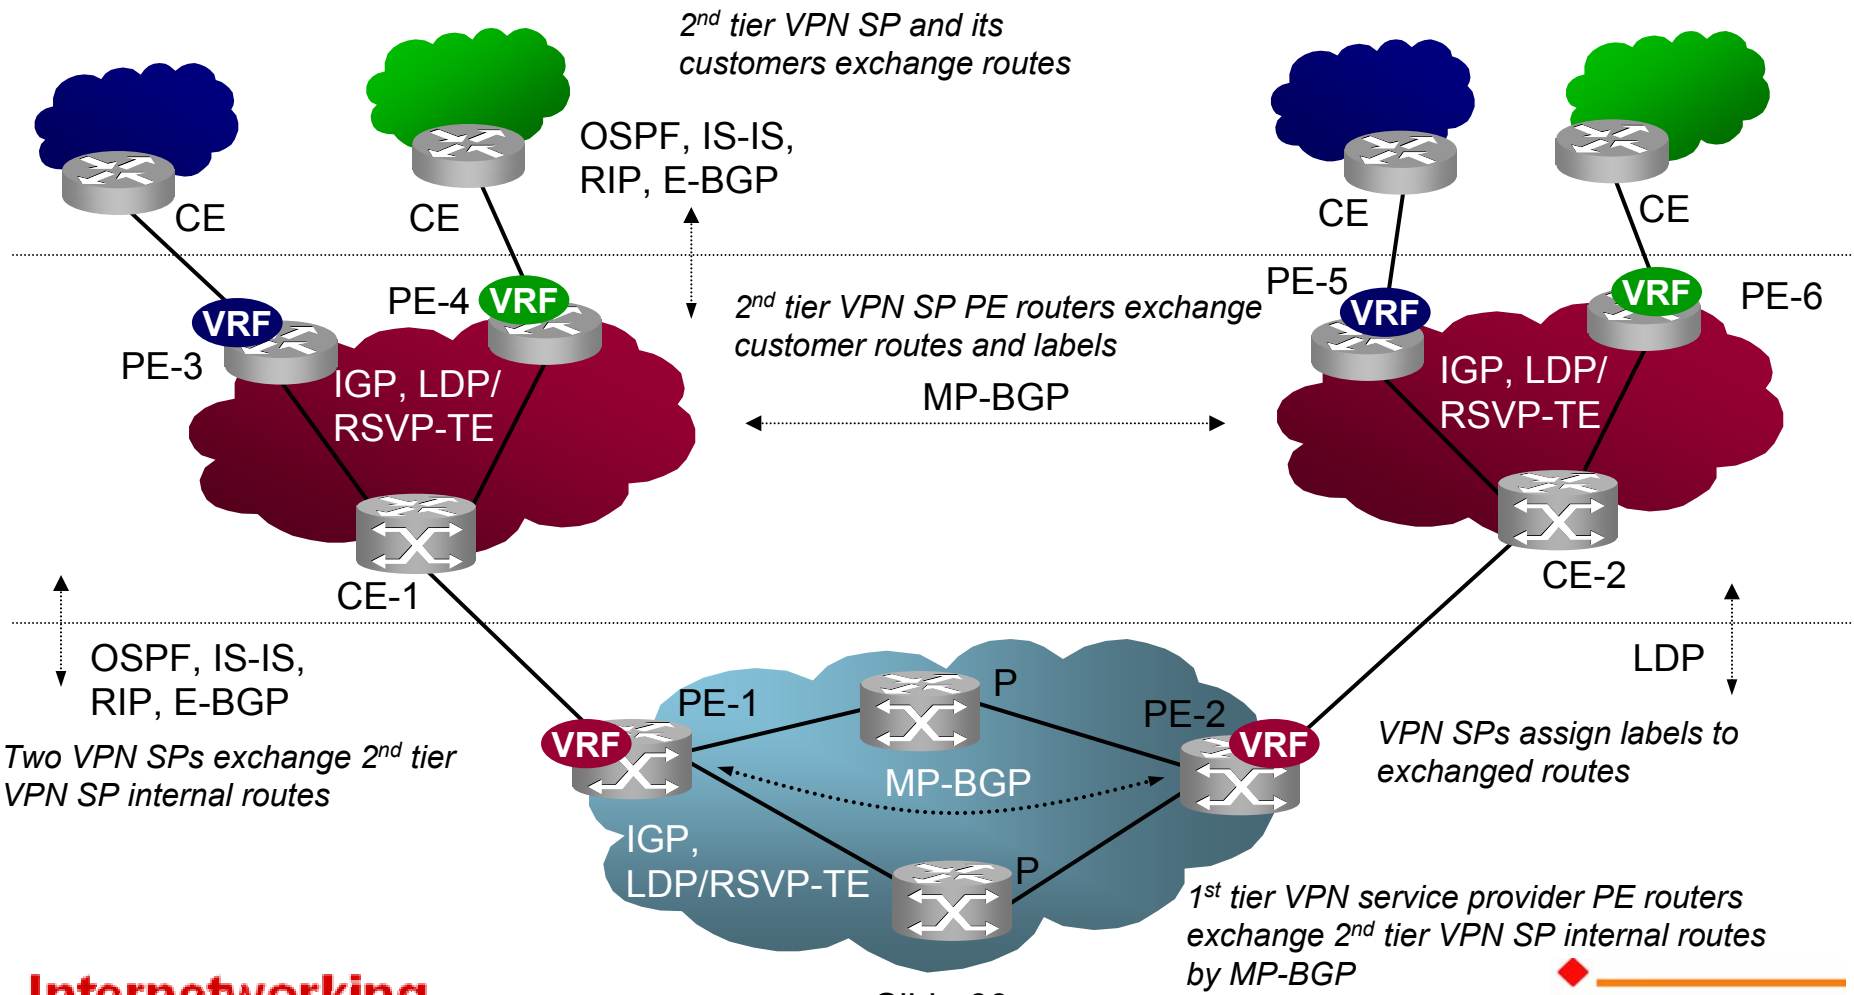 2nd tier VPN SP and its
customers exchange routes
OSPF, IS-IS,
RIP, E-BGP
CE
CE
CE
CE
VRF
PE-3
PE-4
VRF
PE-5
VRF
VRF
PE-6
2nd tier VPN SP PE routers exchange
customer routes and labels
MP-BGP
IGP, LDP/
RSVP-TE
IGP, LDP/
RSVP-TE
CE-1
CE-2
OSPF, IS-IS,
RIP, E-BGP
Two VPN SPs exchange 2nd tier
VPN SP internal routes
LDP
VPN SPs assign labels to
exchanged routes
VRF
PE-1
P
PE-2
VRF
MP-BGP
IGP,
LDP/RSVP-TE
P
1st tier VPN service provider PE routers
exchange 2nd tier VPN SP internal routes
by MP-BGP
Internetworking